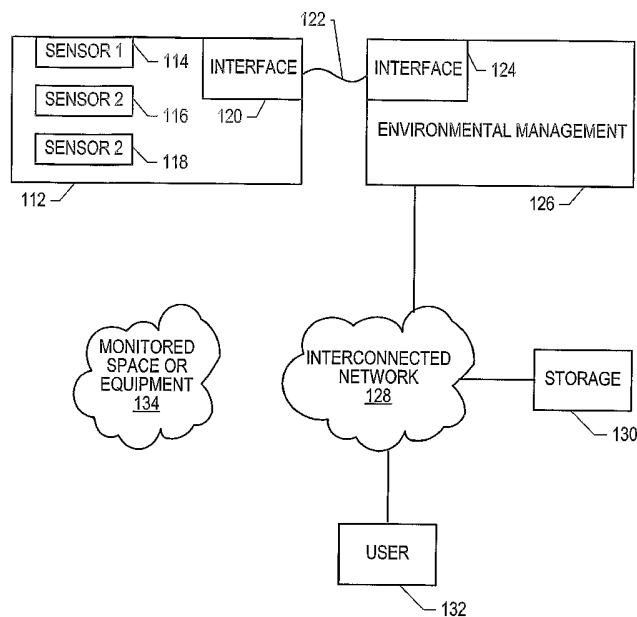 122
SENSOR 1
114
INTERFACE
INTERFACE
124
SENSOR 2
116
120
ENVIRONMENTAL MANAGEMENT
SENSOR 2
118
112
126
MONITORED
SPACE OR
EQUIPMENT
134
INTERCONNECTED
NETWORK
128
STORAGE
130
USER
132